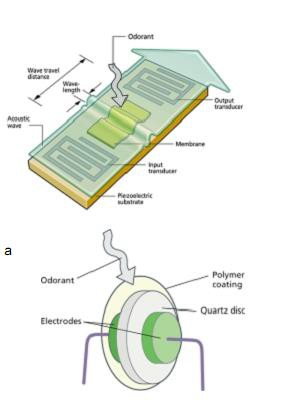 Odorant
Wave travel
distance
Wave-
length
Acoustic
wave
Output
transducer
Membrane
Input
transducer
Piezoelectric
substrate
a
Odorant
Polymer
coating
Quartz disc
Electrodes